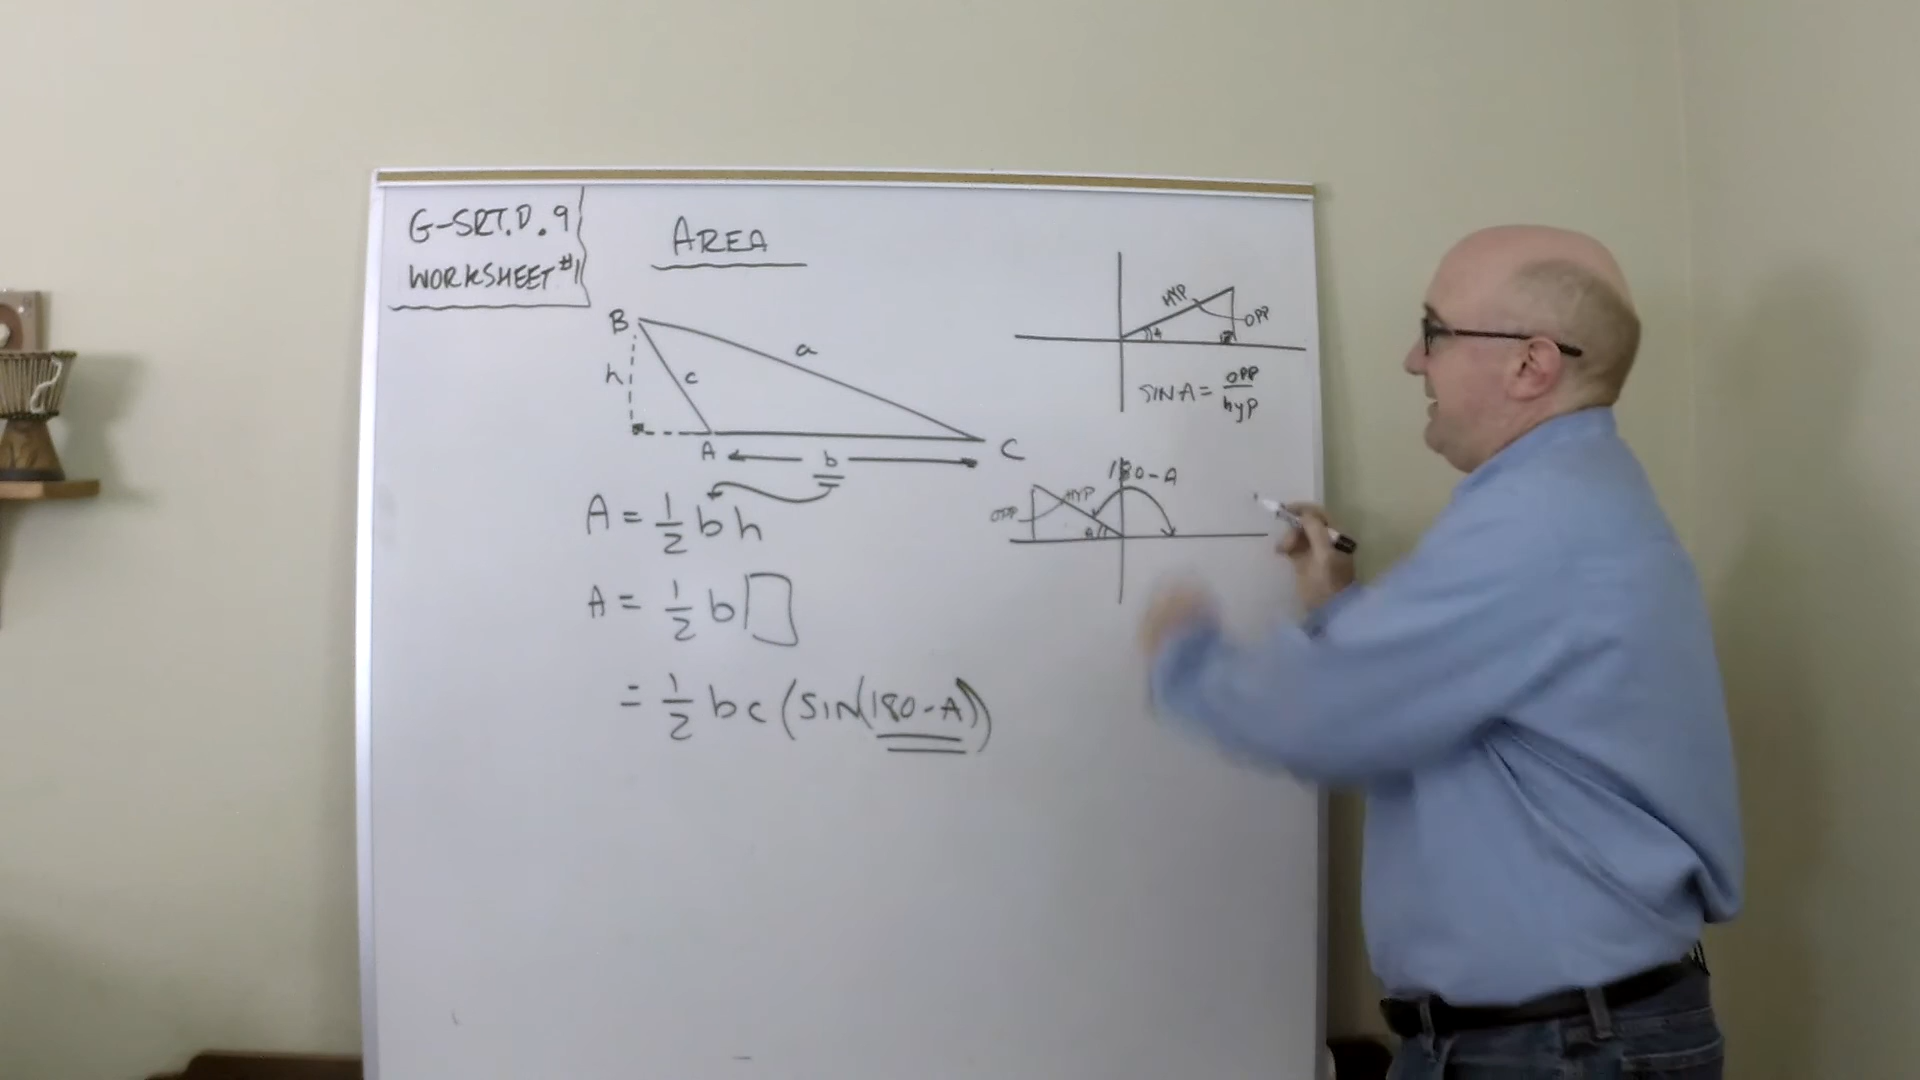 G-SRT.D.9
WORKSHEET #1
AREA
B
a
h
c
A
b
C
A = 1/2 b h
A = 1/2 b
= 1/2 bc (SIN(180-A))
HYP
OPP
A
SIN A = OPP/hyp
180-A
HYP
OPP
A